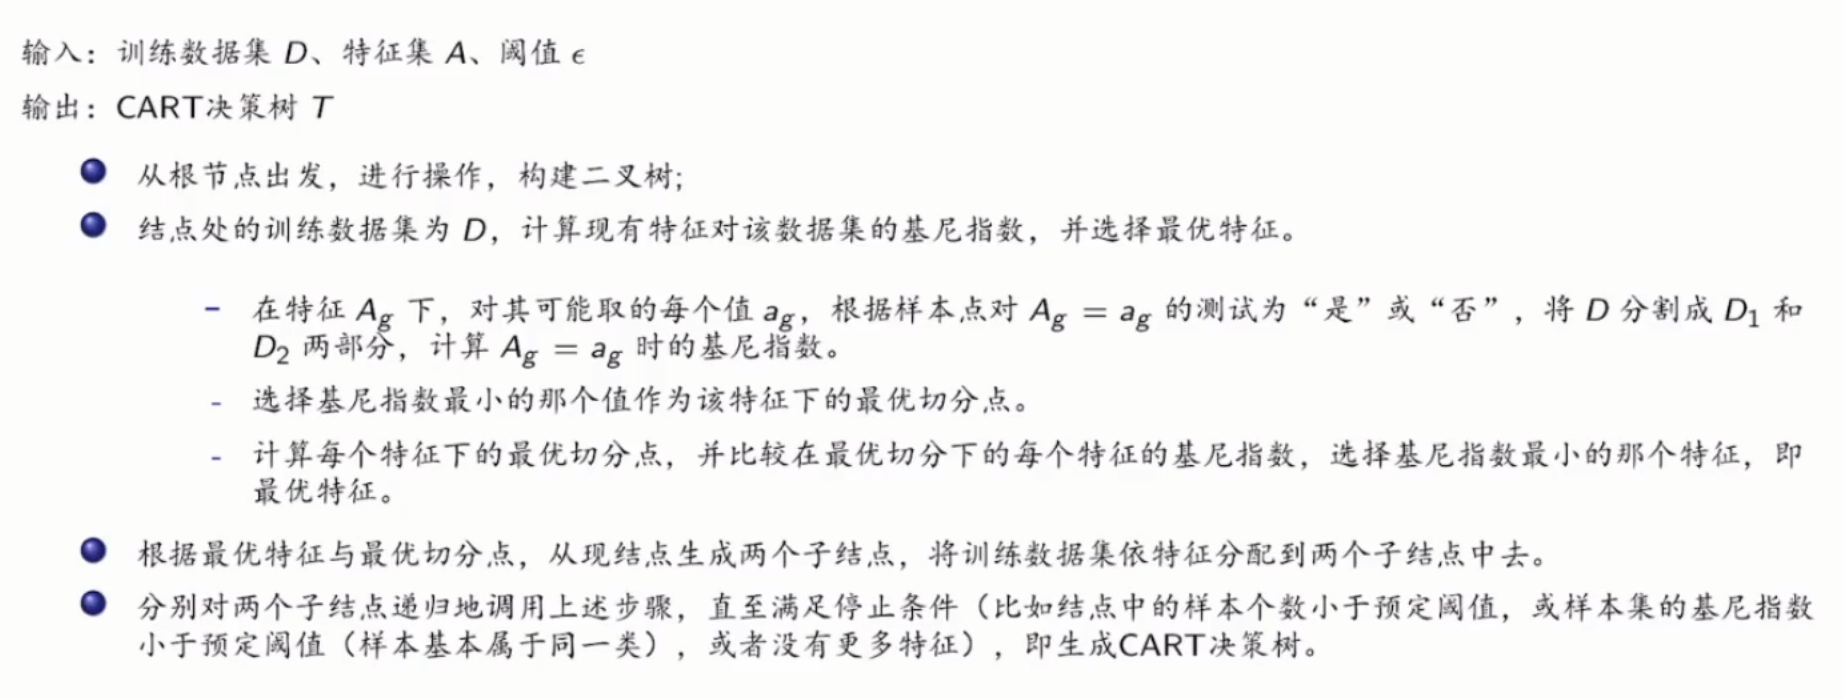 输入：训练数据集 D、特征集 A、阈值 ϵ
输出：CART决策树 T
从根节点出发，进行操作，构建二叉树;
结点处的训练数据集为 D，计算现有特征对该数据集的基尼指数，并选择最优特征。
– 在特征 Ag 下，对其可能取的每个值 ag，根据样本点对 Ag = ag 的测试为“是”或“否”，将 D 分割成 D1 和
D2 两部分，计算 Ag = ag 时的基尼指数。
- 选择基尼指数最小的那个值作为该特征下的最优切分点。
- 计算每个特征下的最优切分点，并比较在最优切分下的每个特征的基尼指数，选择基尼指数最小的那个特征，即
最优特征。
根据最优特征与最优切分点，从现结点生成两个子结点，将训练数据集依特征分配到两个子结点中去。
分别对两个子结点递归地调用上述步骤，直至满足停止条件（比如结点中的样本个数小于预定阈值，或样本集的基尼指数
小于预定阈值（样本基本属于同一类），或者没有更多特征），即生成CART决策树。